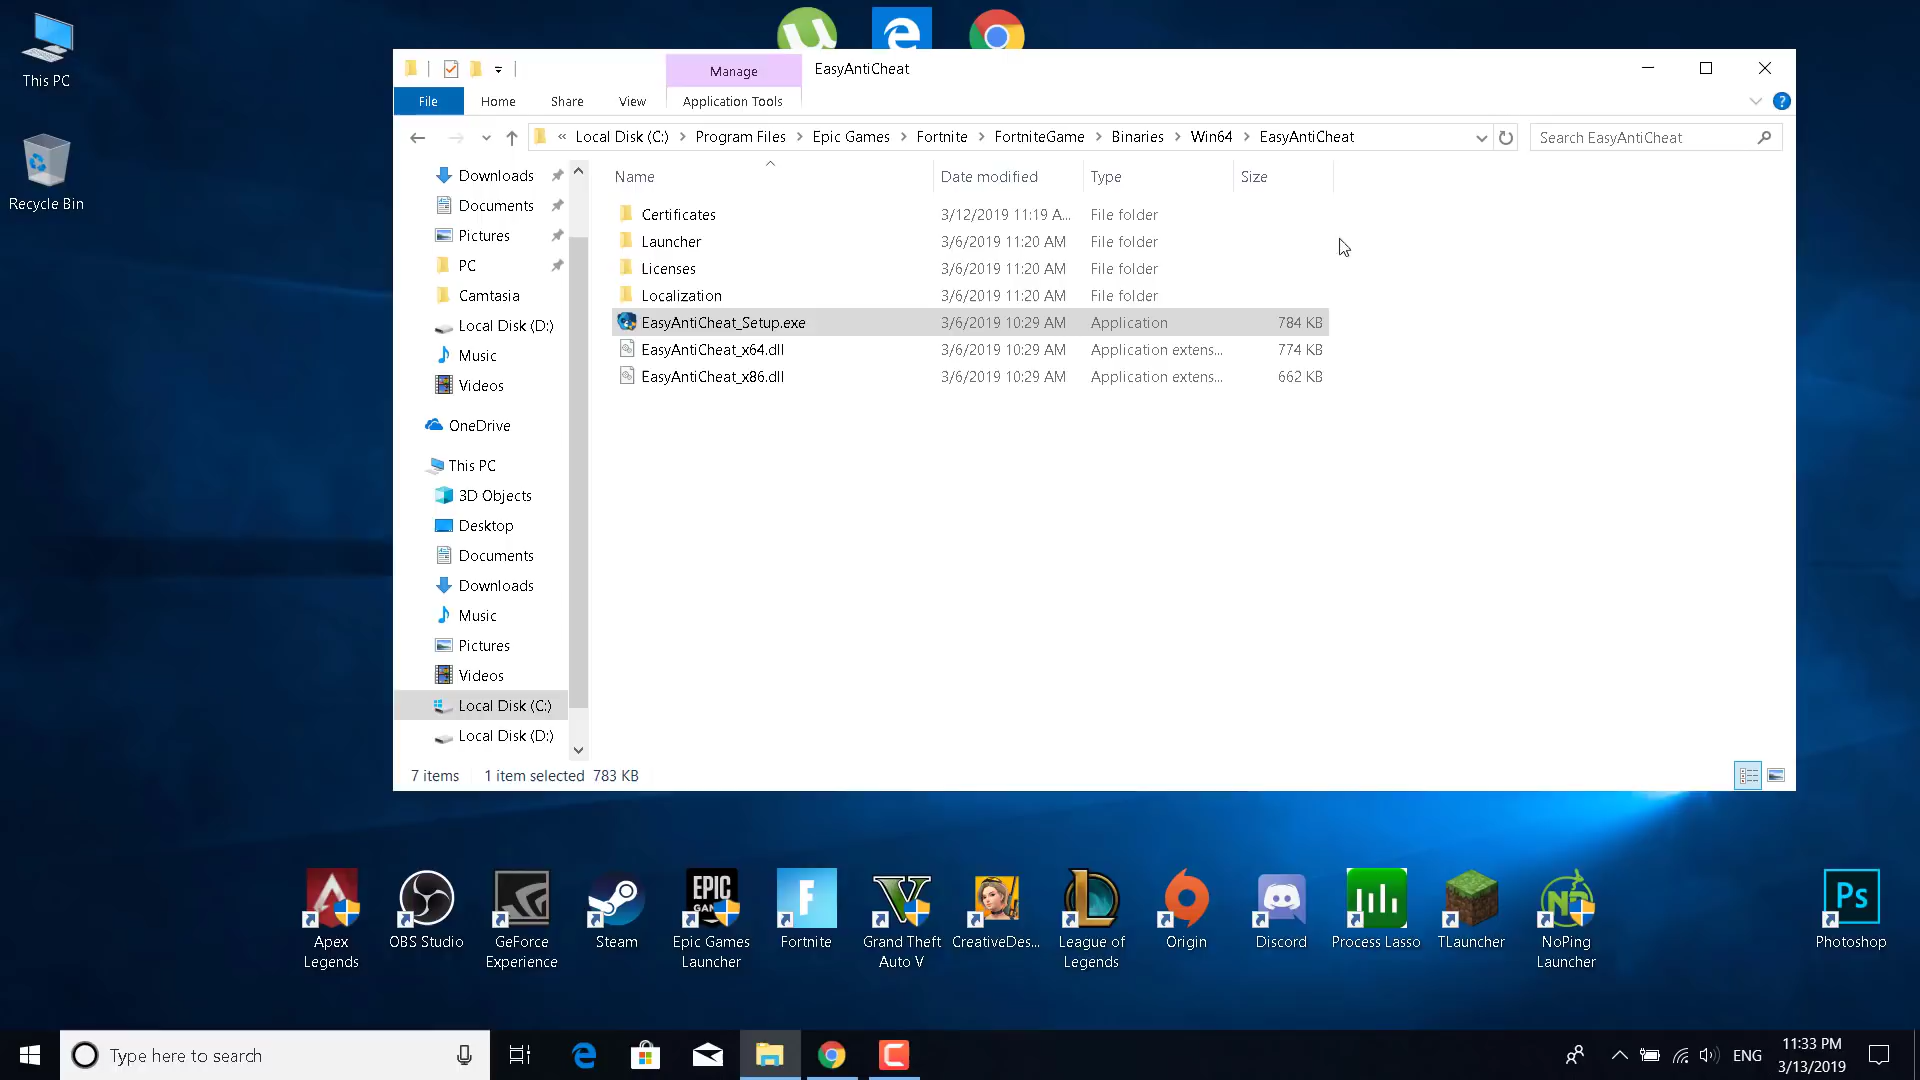 This PC
Recycle Bin
Manage
EasyAntiCheat
File
Home
Share
View
Application Tools
« Local Disk (C:) > Program Files > Epic Games > Fortnite > FortniteGame > Binaries > Win64 > EasyAntiCheat
Search EasyAntiCheat
Name
Date modified
Type
Size
Certificates 3/12/2019 11:19 A... File folder
Launcher 3/6/2019 11:20 AM File folder
Licenses 3/6/2019 11:20 AM File folder
Localization 3/6/2019 11:20 AM File folder
EasyAntiCheat_Setup.exe 3/6/2019 10:29 AM Application 784 KB
EasyAntiCheat_x64.dll 3/6/2019 10:29 AM Application extens... 774 KB
EasyAntiCheat_x86.dll 3/6/2019 10:29 AM Application extens... 662 KB
Downloads
Documents
Pictures
PC
Camtasia
Local Disk (D:)
Music
Videos
OneDrive
This PC
3D Objects
Desktop
Documents
Downloads
Music
Pictures
Videos
Local Disk (C:)
Local Disk (D:)
7 items
1 item selected 783 KB
Apex Legends
OBS Studio
GeForce Experience
Steam
EPIC
Epic Games Launcher
Fortnite
Grand Theft Auto V
CreativeDes...
League of Legends
Origin
Discord
Process Lasso
TLauncher
NoPing Launcher
Ps
Photoshop
Type here to search
ENG
11:33 PM
3/13/2019